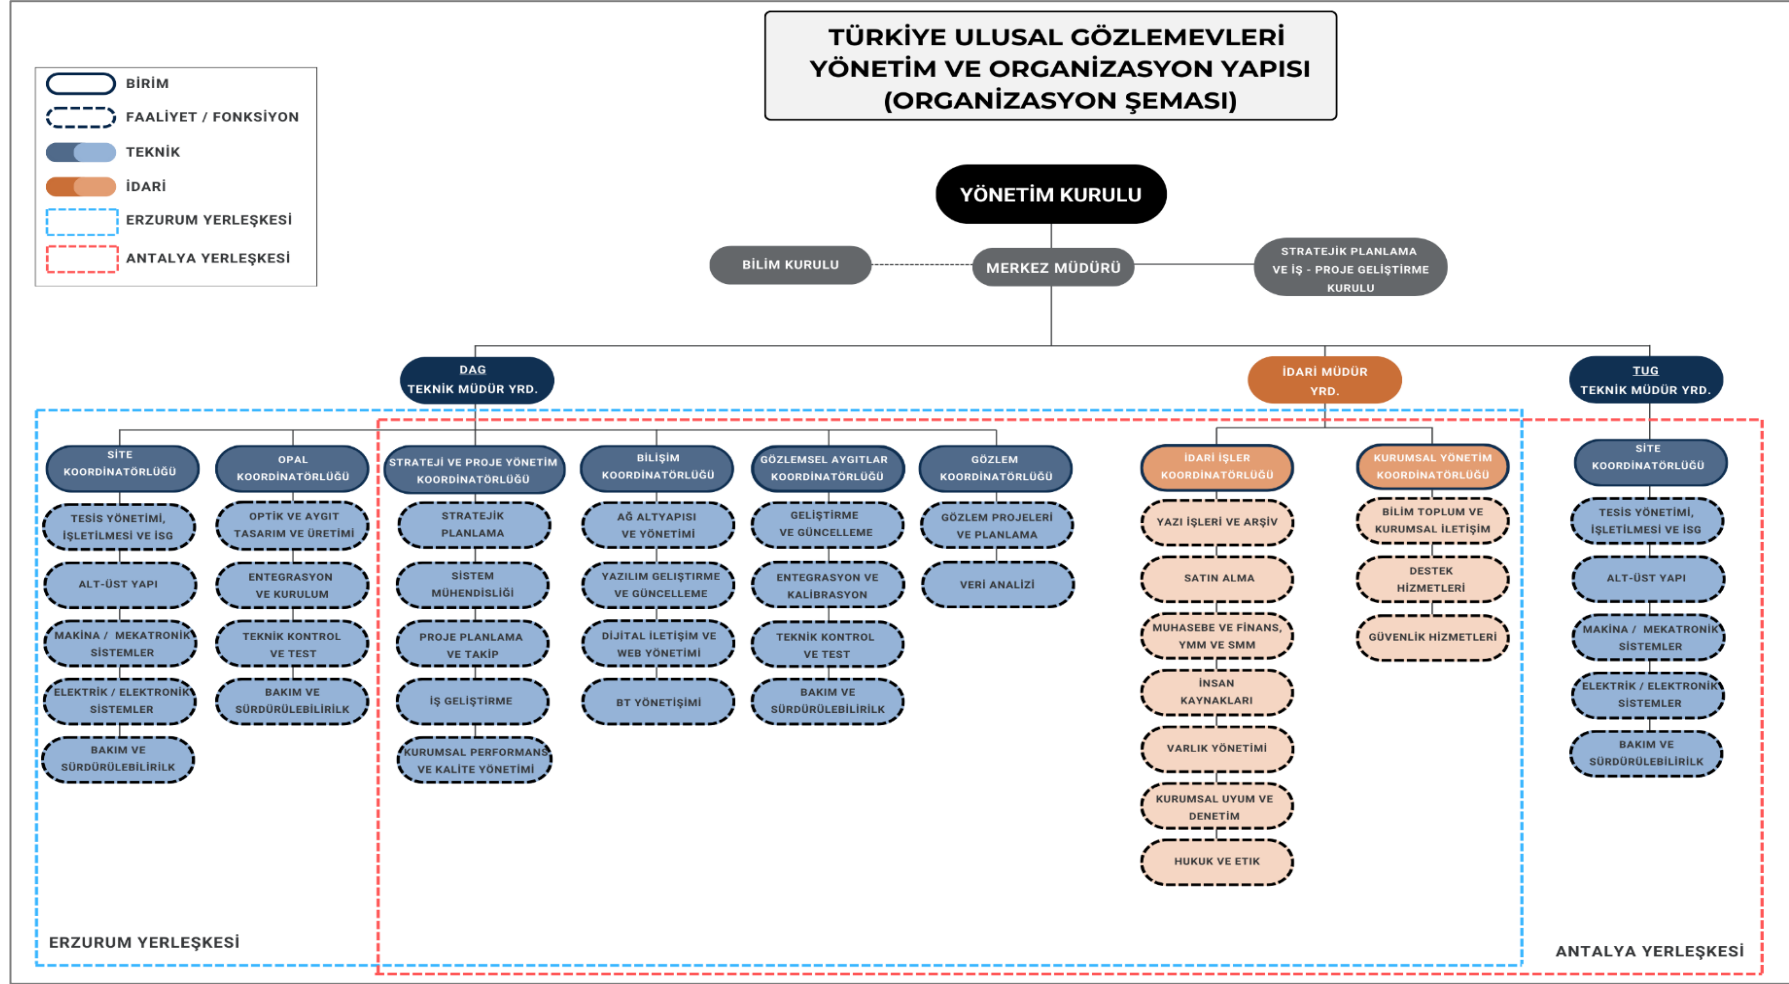 TÜRKİYE ULUSAL GÖZLEMEVLERİ
YÖNETİM VE ORGANİZASYON YAPISI
(ORGANİZASYON ŞEMASI)
BİRİM
FAALİYET / FONKSİYON
TEKNİK
İDARİ
ERZURUM YERLEŞKESİ
ANTALYA YERLEŞKESİ
YÖNETİM KURULU
BİLİM KURULU
MERKEZ MÜDÜRÜ
STRATEJİK PLANLAMA
VE İŞ - PROJE GELİŞTİRME
KURULU
DAG
TEKNİK MÜDÜR YRD.
İDARİ MÜDÜR
YRD.
TUG
TEKNİK MÜDÜR YRD.
SİTE
KOORDİNATÖRLÜĞÜ
TESİS YÖNETİMİ,
İŞLETİLMESİ VE İSG
ALT-ÜST YAPI
MAKİNA / MEKATRONİK
SİSTEMLER
ELEKTRİK / ELEKTRONİK
SİSTEMLER
BAKIM VE
SÜRDÜRÜLEBİLİRİLK
OPAL
KOORDİNATÖRLÜĞÜ
OPTİK VE AYGIT
TASARIM VE ÜRETİMİ
ENTEGRASYON
VE KURULUM
TEKNİK KONTROL
VE TEST
BAKIM VE
SÜRDÜRÜLEBİLİRİLK
STRATEJİ VE PROJE YÖNETİM
KOORDİNATÖRLÜĞÜ
STRATEJİK
PLANLAMA
SİSTEM
MÜHENDİSLİĞİ
PROJE PLANLAMA
VE TAKİP
İŞ GELİŞTİRME
KURUMSAL PERFORMANS
VE KALİTE YÖNETİMİ
BİLİŞİM
KOORDİNATÖRLÜĞÜ
AĞ ALTYAPISI
VE YÖNETİMİ
YAZILIM GELIŞTIRME
VE GÜNCELLEME
DİJİTAL İLETİŞİM VE
WEB YÖNETİMİ
BT YÖNETİŞİMİ
GÖZLEMSEL AYGITLAR
KOORDİNATÖRLÜĞÜ
GELİŞTİRME
VE GÜNCELLEME
ENTEGRASYON VE
KALİBRASYON
TEKNİK KONTROL
VE TEST
BAKIM VE
SÜRDÜRÜLEBİLİRİLK
GÖZLEM
KOORDİNATÖRLÜĞÜ
GÖZLEM PROJELERİ
VE PLANLAMA
VERİ ANALİZİ
İDARİ İŞLER
KOORDİNATÖRLÜĞÜ
YAZI İŞLERİ VE ARŞİV
SATIN ALMA
MUHASEBE VE FİNANS,
YMM VE SMM
İNSAN
KAYNAKLARI
VARLIK YÖNETİMİ
KURUMSAL UYUM VE
DENETİM
HUKUK VE ETIK
KURUMSAL YÖNETİM
KOORDİNATÖRLÜĞÜ
BİLİM TOPLUM VE
KURUMSAL İLETİŞİM
DESTEK
HİZMETLERİ
GÜVENLİK HİZMETLERİ
SİTE
KOORDİNATÖRLÜĞÜ
TESİS YÖNETİMİ,
İŞLETİLMESİ VE İSG
ALT-ÜST YAPI
MAKİNA / MEKATRONİK
SİSTEMLER
ELEKTRİK / ELEKTRONİK
SİSTEMLER
BAKIM VE
SÜRDÜRÜLEBİLİRİLK
ERZURUM YERLEŞKESİ
ANTALYA YERLEŞKESİ